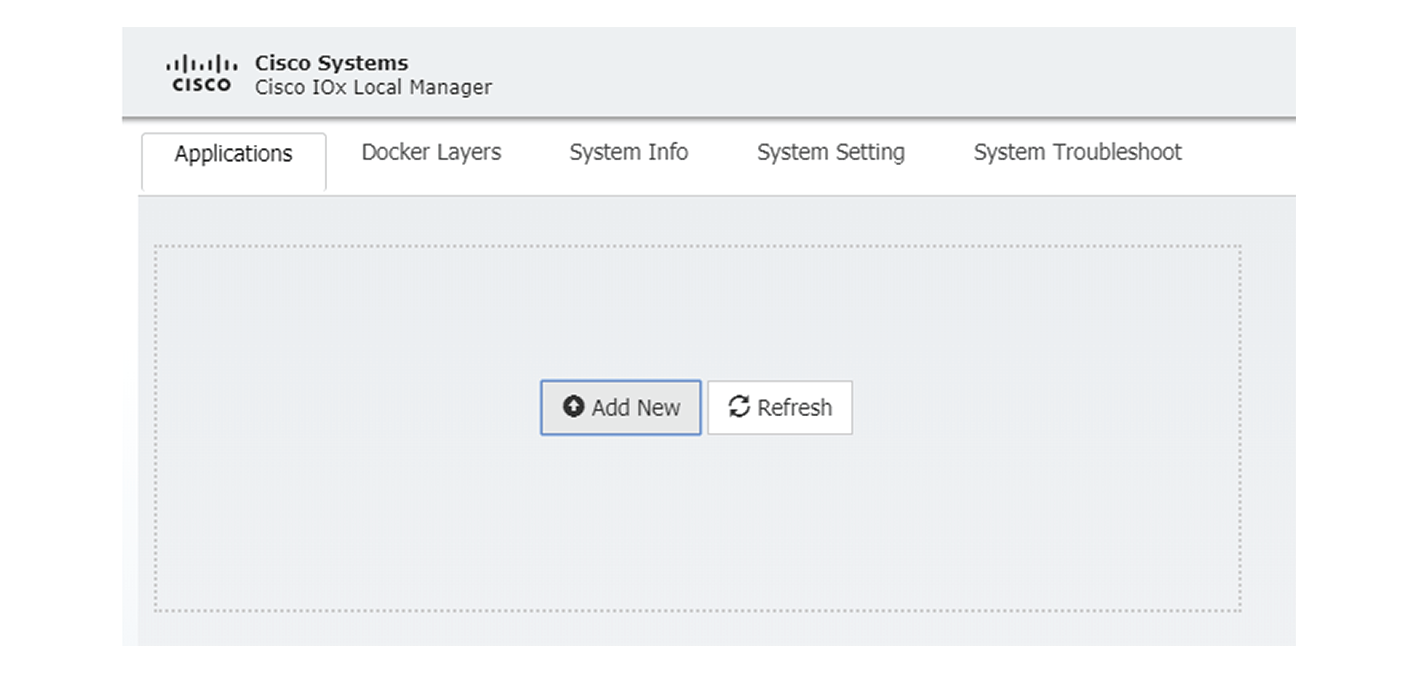 Cisco Systems
CISCO
Cisco IOx Local Manager
Applications Docker Layers System Info System Setting System Troubleshoot
Add New Refresh